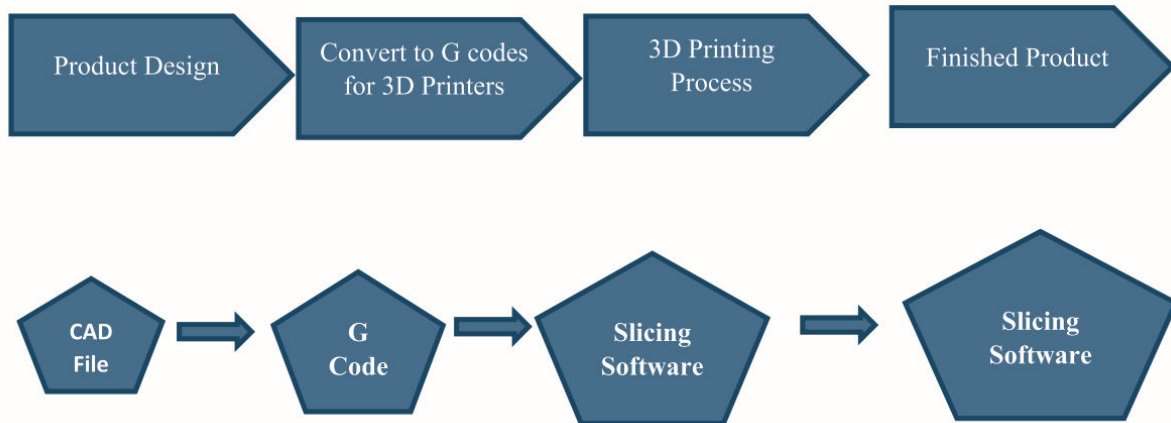 Product Design
Convert to G codes
for 3D Printers
3D Printing
Process
Finished Product
CAD
File
G
Code
Slicing
Software
Slicing
Software